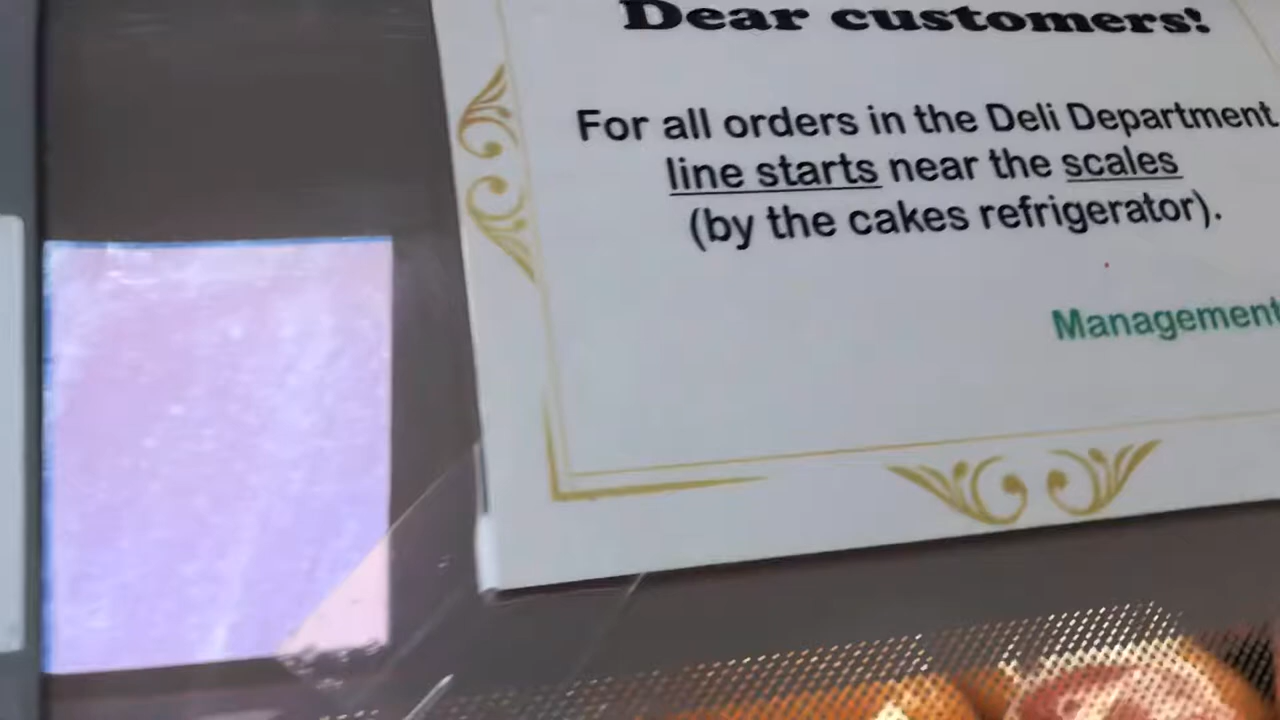 Dear customers!
For all orders in the Deli Department,
line starts near the scales
(by the cakes refrigerator).
Management